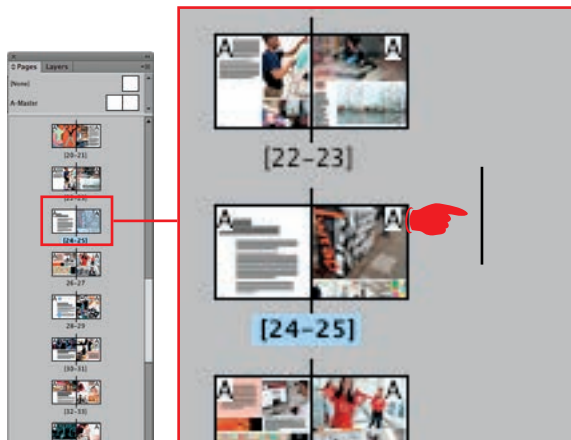 Pages Layers
[None]
A-Master
[20-21]
[24-25]
26-27
28-29
[30-31]
[32-33]
A A
[22-23]
A A
[24-25]
A A